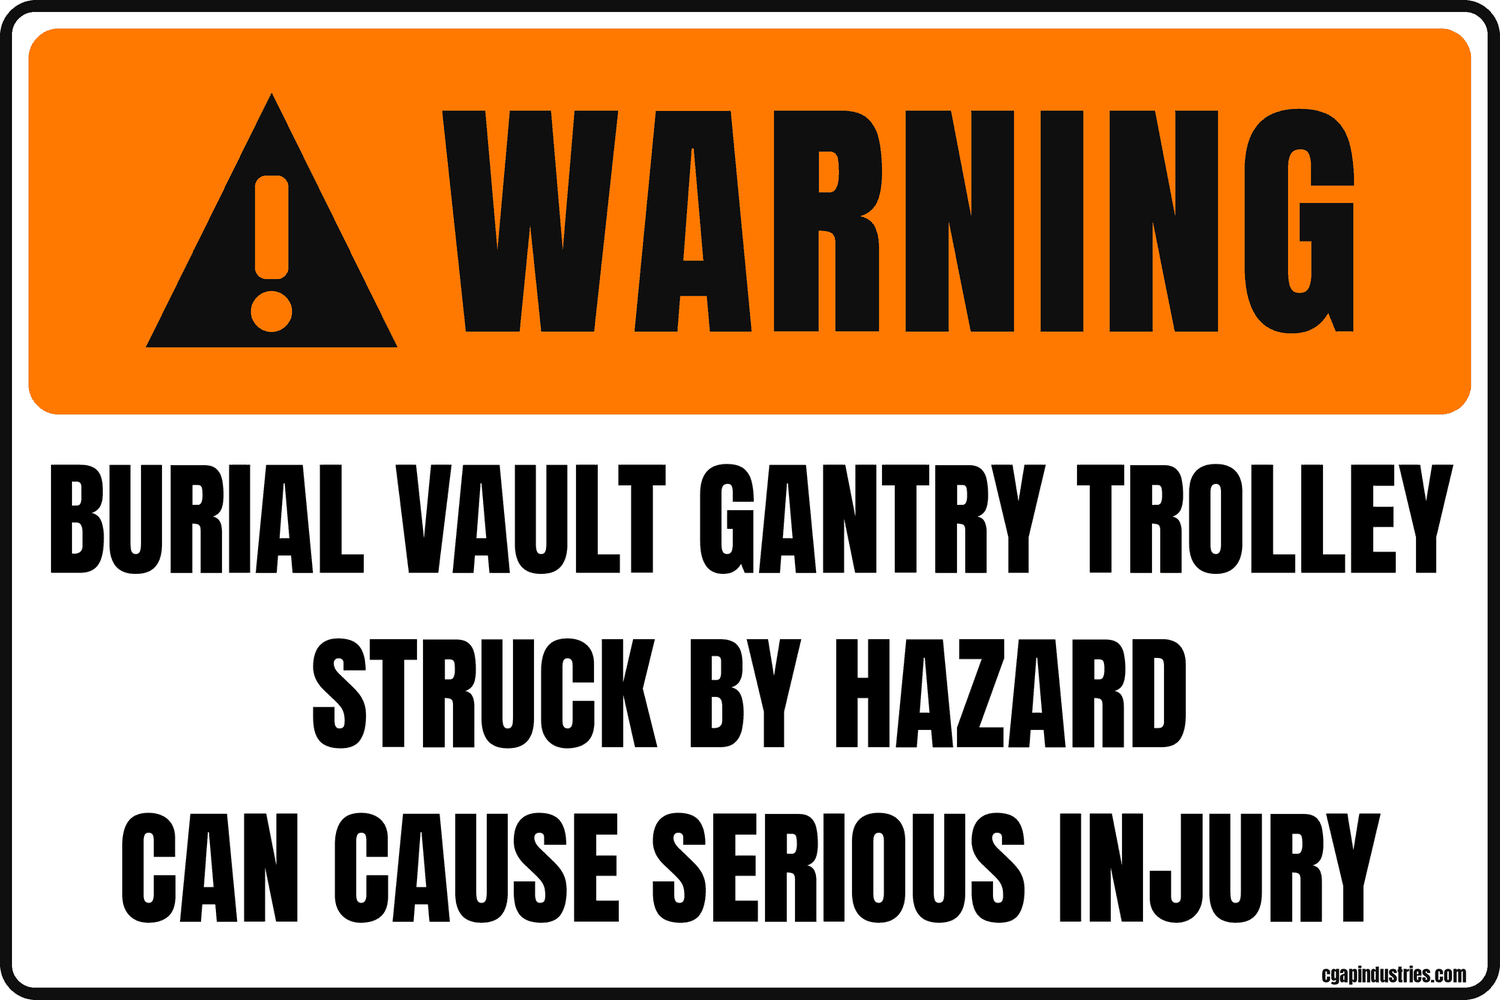 WARNING
BURIAL VAULT GANTRY TROLLEY
STRUCK BY HAZARD
CAN CAUSE SERIOUS INJURY
cgapindustries.com